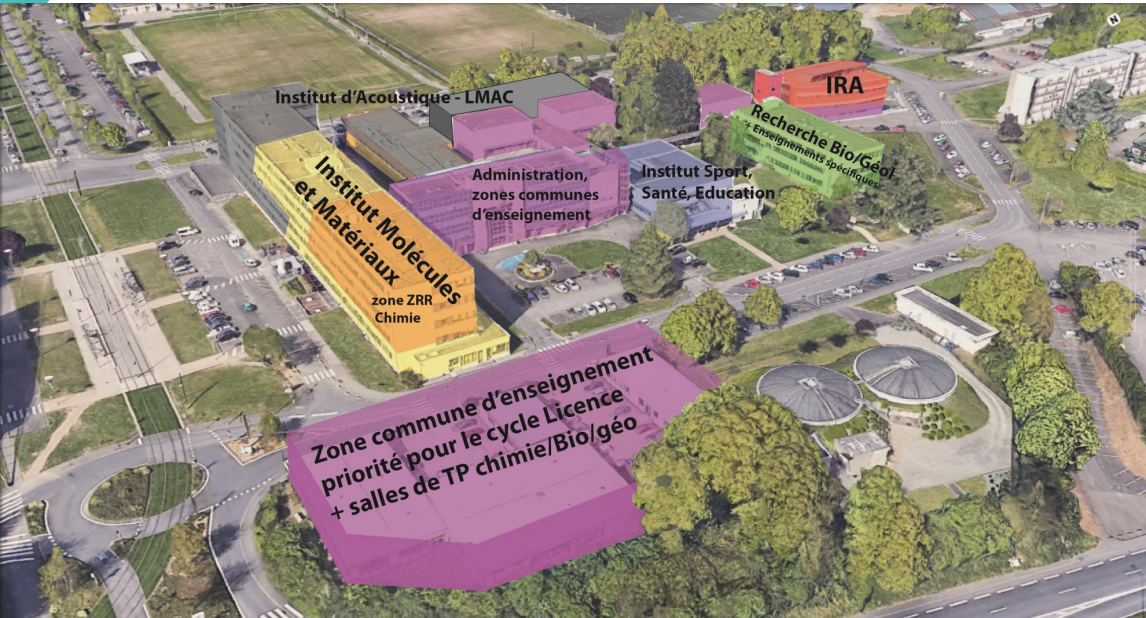 N
Institut d'Acoustique - LMAC
IRA
Recherche Bio/Géol
+ Enseignements spécifiques
Institut Molécules
et Matériaux
zone ZRR
Chimie
Administration,
zones communes
d'enseignement
Institut Sport,
Santé, Education
Zone commune d'enseignement
priorité pour le cycle Licence
+ salles de TP chimie/Bio/géo